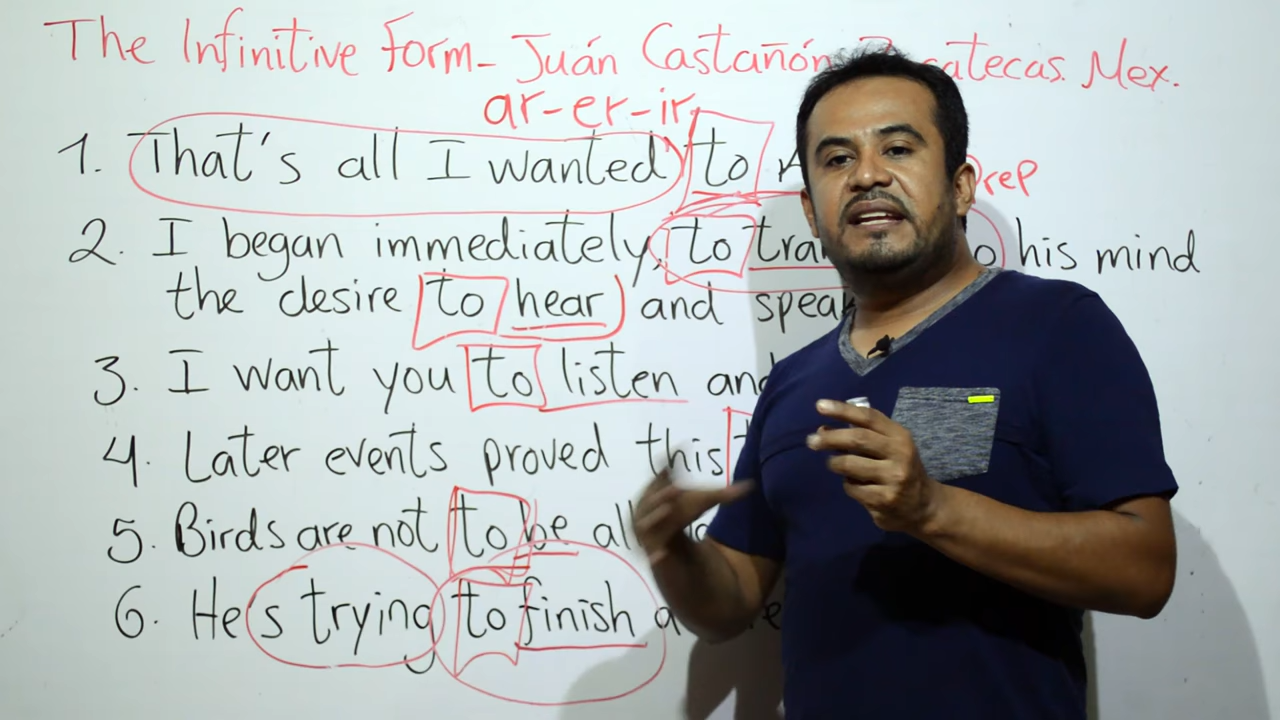 The Infinitive Form- Juán Castañón Mex.
ar-er-ir
1. That's all I wanted to
2. I began immediately, to his mind
the desire to hear and speak
3. I want you to listen and
4. Later events proved this
5. Birds are not to be
6. He's trying to finish